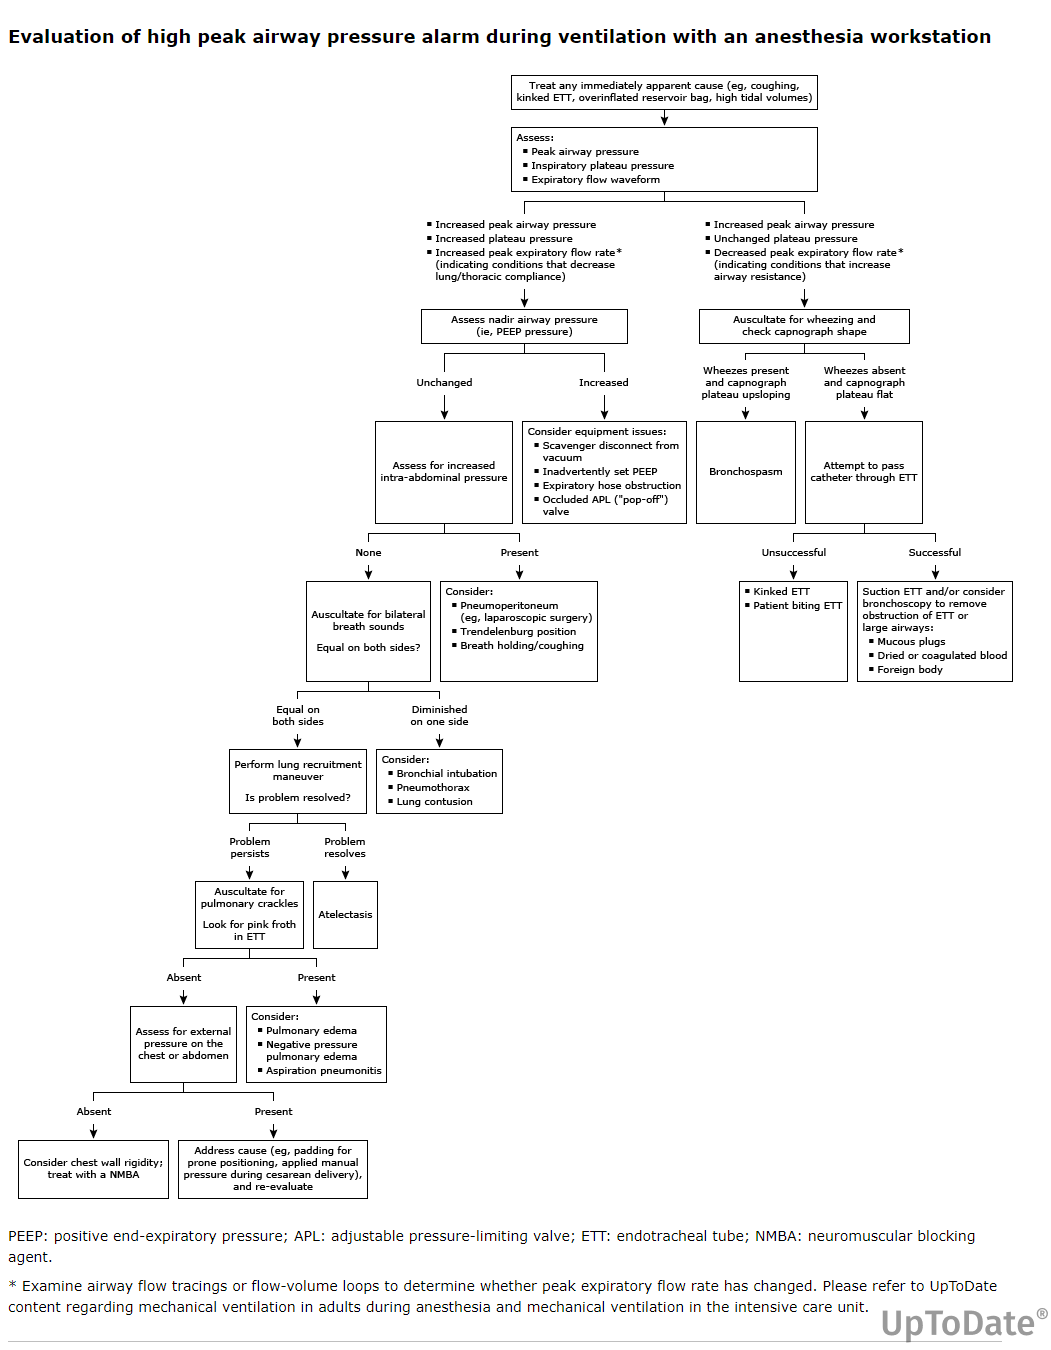 Evaluation of high peak airway pressure alarm during ventilation with an anesthesia workstation
Treat any immediately apparent cause (eg, coughing,
kinked ETT, overinflated reservoir bag, high tidal volumes)
Assess:
▪ Peak airway pressure
▪ Inspiratory plateau pressure
▪ Expiratory flow waveform
▪ Increased peak airway pressure
▪ Increased plateau pressure
▪ Increased peak expiratory flow rate*
(indicating conditions that decrease
lung/thoracic compliance)
▪ Increased peak airway pressure
▪ Unchanged plateau pressure
▪ Decreased peak expiratory flow rate*
(indicating conditions that increase
airway resistance)
Assess nadir airway pressure
(ie, PEEP pressure)
Auscultate for wheezing and
check capnograph shape
Unchanged
Increased
Wheezes present
and capnograph
plateau upsloping
Wheezes absent
and capnograph
plateau flat
Assess for increased
intra-abdominal pressure
Consider equipment issues:
▪ Scavenger disconnect from
vacuum
▪ Inadvertently set PEEP
▪ Expiratory hose obstruction
▪ Occluded APL ("pop-off")
valve
Bronchospasm
Attempt to pass
catheter through ETT
None
Present
Unsuccessful
Successful
Auscultate for bilateral
breath sounds
Equal on both sides?
Consider:
▪ Pneumoperitoneum
(eg, laparoscopic surgery)
▪ Trendelenburg position
▪ Breath holding/coughing
▪ Kinked ETT
▪ Patient biting ETT
Suction ETT and/or consider
bronchoscopy to remove
obstruction of ETT or
large airways:
▪ Mucous plugs
▪ Dried or coagulated blood
▪ Foreign body
Equal on
both sides
Diminished
on one side
Perform lung recruitment
maneuver
Is problem resolved?
Consider:
▪ Bronchial intubation
▪ Pneumothorax
▪ Lung contusion
Problem
persists
Problem
resolves
Auscultate for
pulmonary crackles
Look for pink froth
in ETT
Atelectasis
Absent
Present
Assess for external
pressure on the
chest or abdomen
Consider:
▪ Pulmonary edema
▪ Negative pressure
pulmonary edema
▪ Aspiration pneumonitis
Absent
Present
Consider chest wall rigidity;
treat with a NMBA
Address cause (eg, padding for
prone positioning, applied manual
pressure during cesarean delivery),
and re-evaluate
PEEP: positive end-expiratory pressure; APL: adjustable pressure-limiting valve; ETT: endotracheal tube; NMBA: neuromuscular blocking
agent.
* Examine airway flow tracings or flow-volume loops to determine whether peak expiratory flow rate has changed. Please refer to UpToDate
content regarding mechanical ventilation in adults during anesthesia and mechanical ventilation in the intensive care unit.
UpToDate®